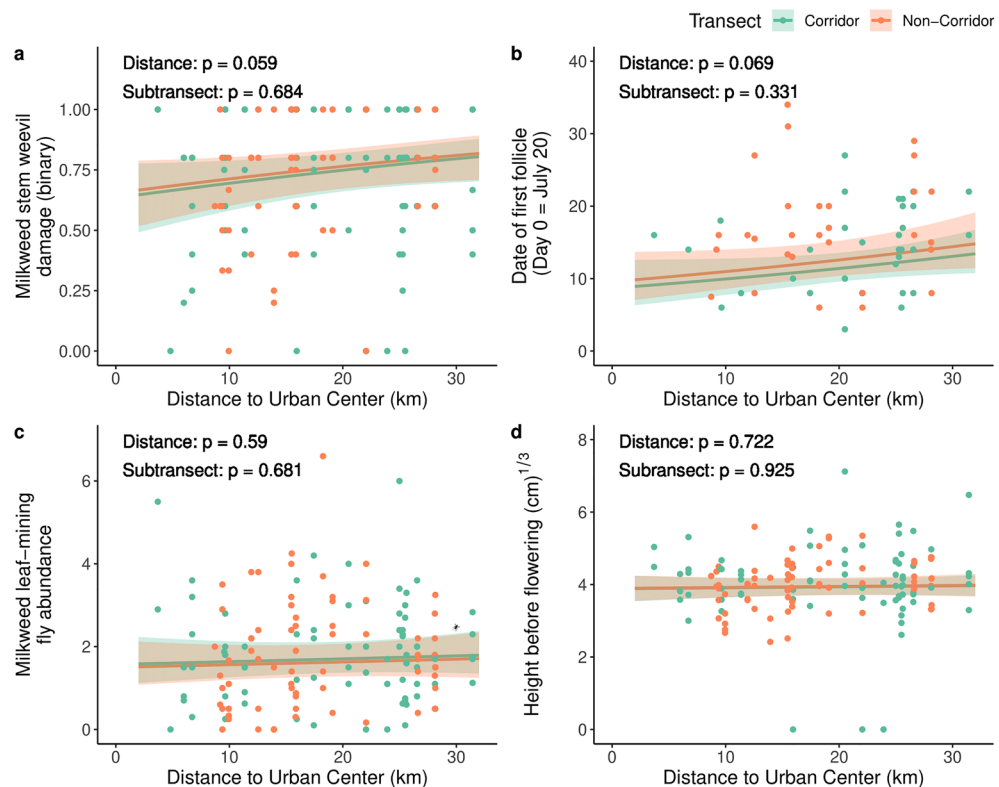 Transect Corridor Non-Corridor
a
Distance: p = 0.059
Subtransect: p = 0.684
Milkweed stem weevil
damage (binary)
1.00
0.75
0.50
0.25
0.00
0 10 20 30
Distance to Urban Center (km)
b
Distance: p = 0.069
Subtransect: p = 0.331
Date of first follicle
(Day 0 = July 20)
40
30
20
10
0
0 10 20 30
Distance to Urban Center (km)
c
Distance: p = 0.59
Subtransect: p = 0.681
Milkweed leaf−mining
fly abundance
6
4
2
0
0 10 20 30
Distance to Urban Center (km)
d
Distance: p = 0.722
Subtransect: p = 0.925
Height before flowering (cm)^1/3
8
6
4
2
0
0 10 20 30
Distance to Urban Center (km)